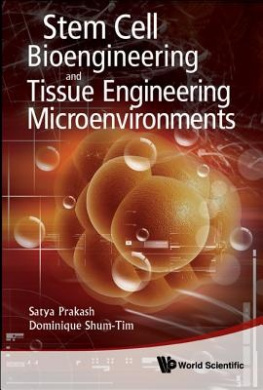 Stem Cell
Bioengineering
and
Tissue Engineering
Microenvironments
Satya Prakash
Dominique Shum-Tim
World Scientific